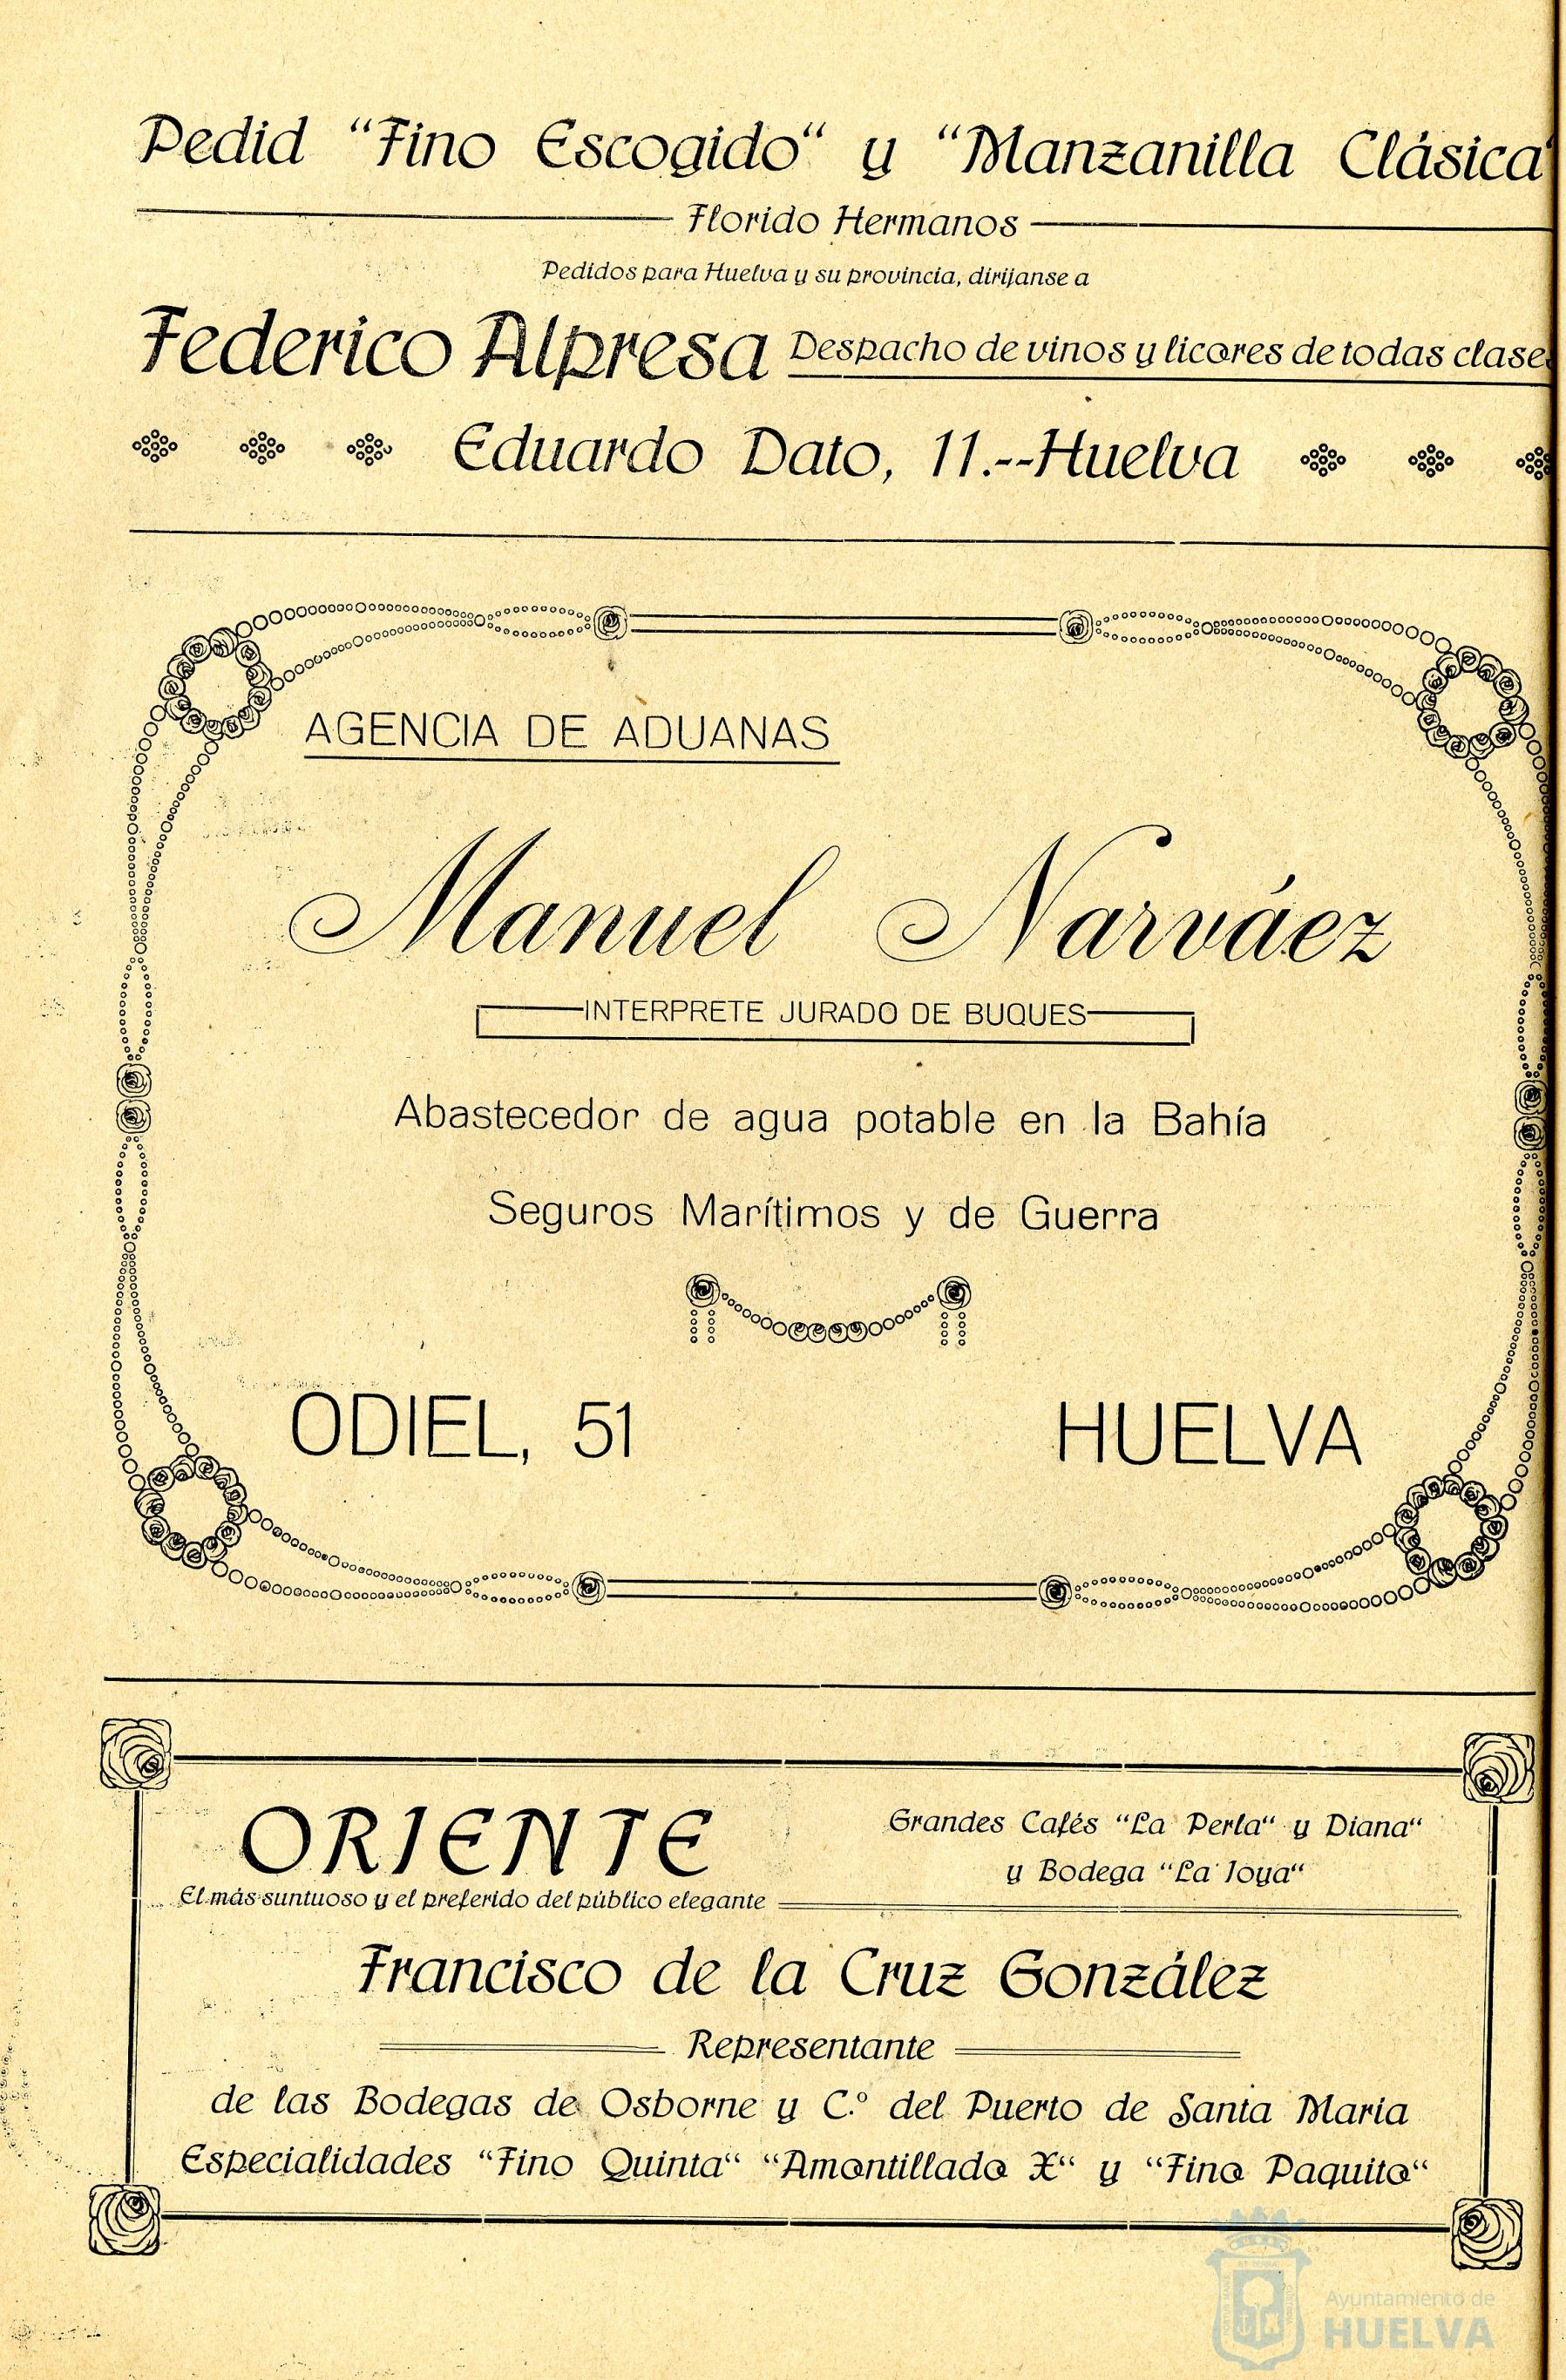 Pedid “Fino Escogido“ y “Manzanilla Clásica“
Florido Hermanos
Pedidos para Huelva y su provincia, dirijanse a
Federico Alpresa Despacho de vinos y licores de todas clases
Eduardo Dato, 11.--Huelva
AGENCIA DE ADUANAS
Manuel Narváez
INTERPRETE JURADO DE BUQUES
Abastecedor de agua potable en la Bahía
Seguros Marítimos y de Guerra
ODIEL, 51 HUELVA
ORIENTE
El más suntuoso y el preferido del público elegante
Grandes Cafés “La Perla“ y Diana“
y Bodega “La Joya“
Francisco de la Cruz González
Representante
de las Bodegas de Osborne y C.º del Puerto de Santa Maria
Especialidades “Fino Quinta“ “Amontillado X“ y “Fino Paquito“
Ayuntamiento de
HUELVA